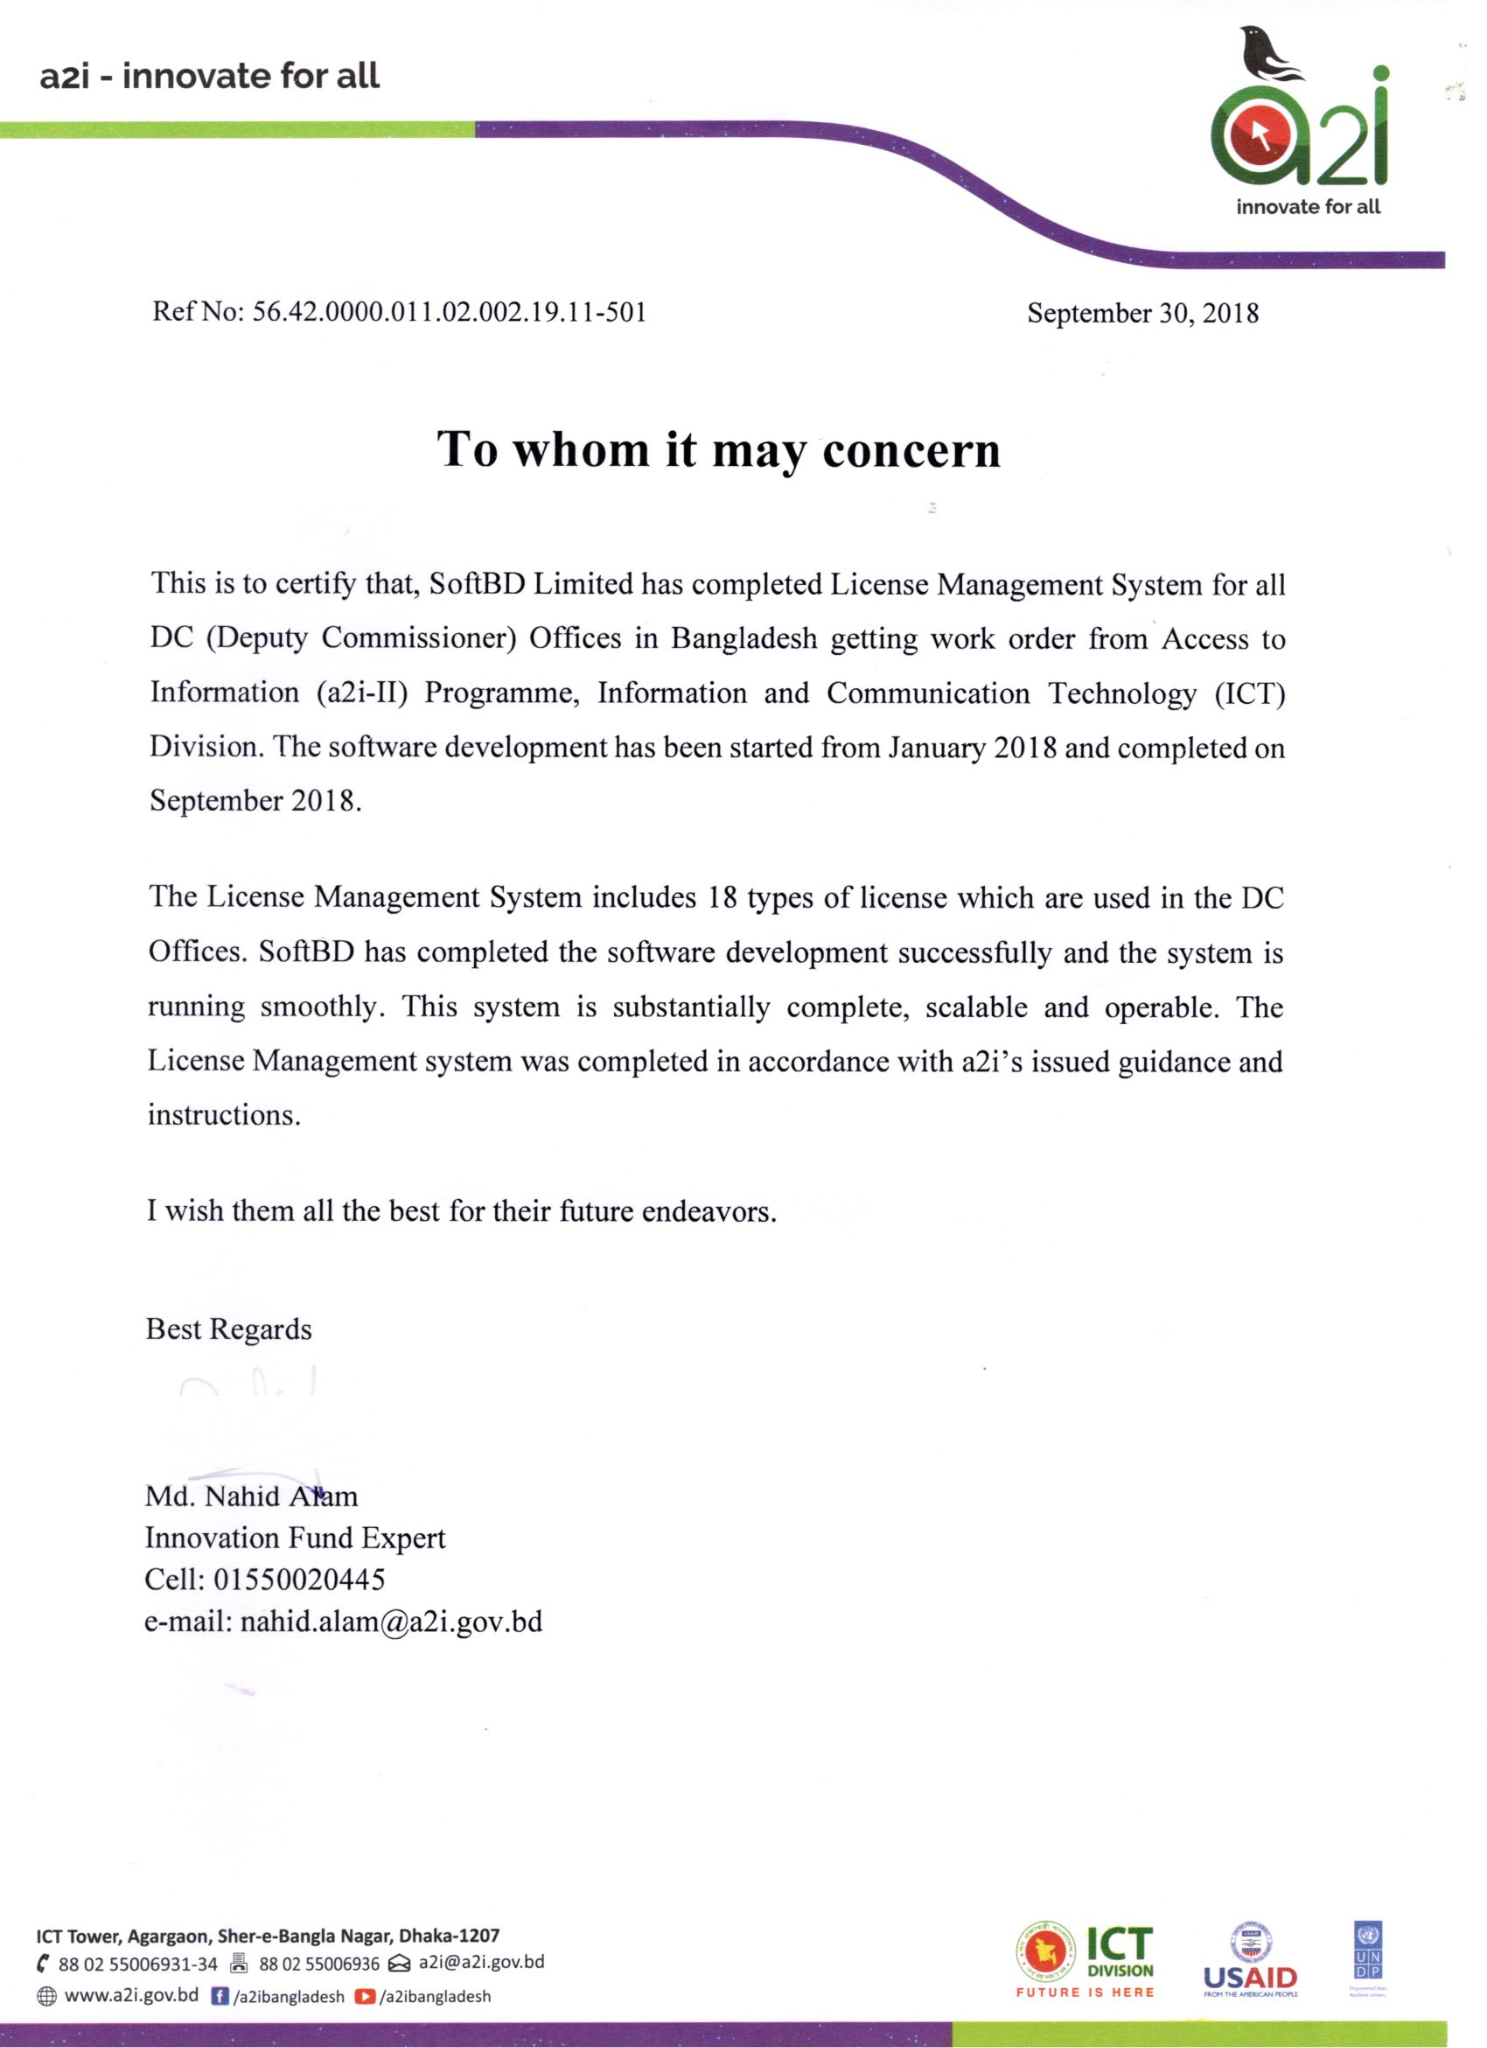 a2i - innovate for all
a2i
innovate for all
Ref No: 56.42.0000.011.02.002.19.11-501
September 30, 2018
To whom it may concern
This is to certify that, SoftBD Limited has completed License Management System for all
DC (Deputy Commissioner) Offices in Bangladesh getting work order from Access to
Information (a2i-II) Programme, Information and Communication Technology (ICT)
Division. The software development has been started from January 2018 and completed on
September 2018.
The License Management System includes 18 types of license which are used in the DC
Offices. SoftBD has completed the software development successfully and the system is
running smoothly. This system is substantially complete, scalable and operable. The
License Management system was completed in accordance with a2i’s issued guidance and
instructions.
I wish them all the best for their future endeavors.
Best Regards
Md. Nahid Alam
Innovation Fund Expert
Cell: 01550020445
e-mail: nahid.alam@a2i.gov.bd
ICT Tower, Agargaon, Sher-e-Bangla Nagar, Dhaka-1207
88 02 55006931-34 88 02 55006936 a2i@a2i.gov.bd
www.a2i.gov.bd /a2ibangladesh /a2ibangladesh
ICT
DIVISION
FUTURE IS HERE
USAID
FROM THE AMERICAN PEOPLE
UN
DP